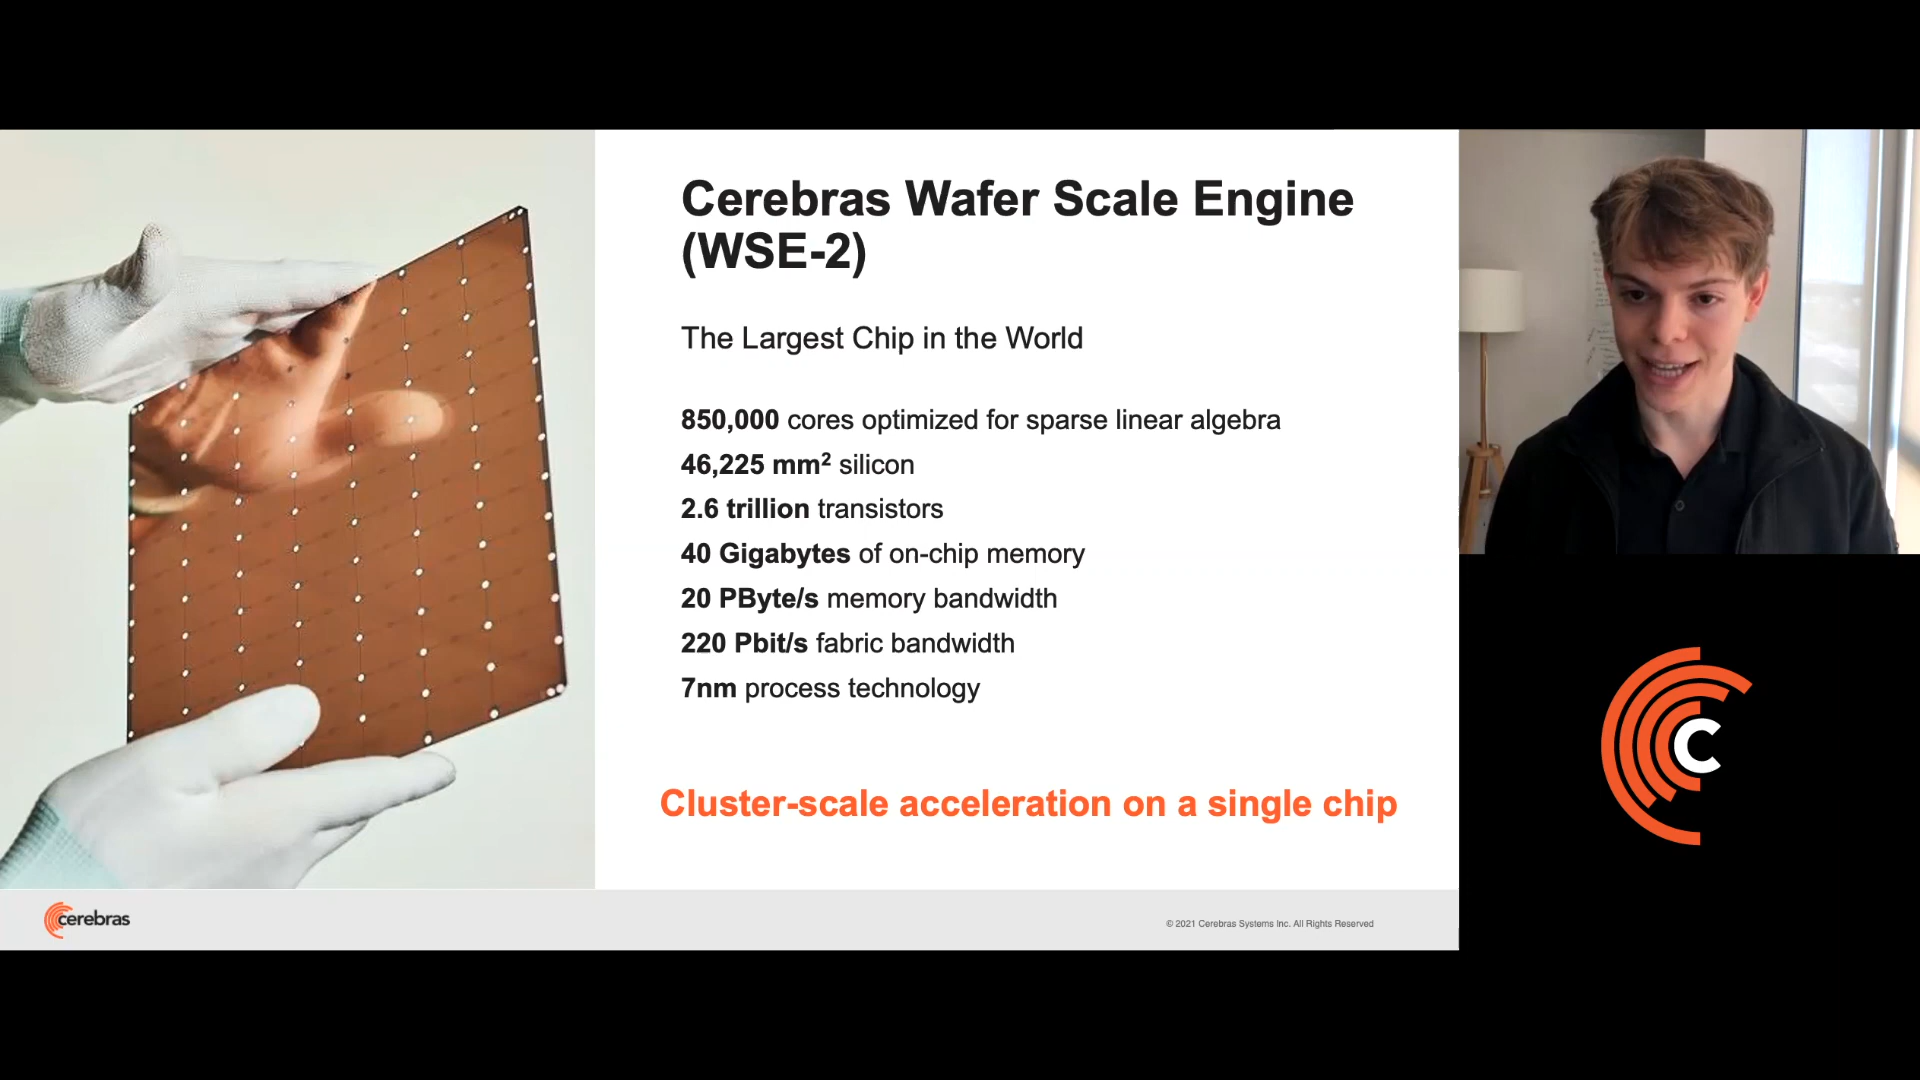 Cerebras Wafer Scale Engine
(WSE-2)
The Largest Chip in the World
850,000 cores optimized for sparse linear algebra
46,225 mm² silicon
2.6 trillion transistors
40 Gigabytes of on-chip memory
20 PByte/s memory bandwidth
220 Pbit/s fabric bandwidth
7nm process technology
Cluster-scale acceleration on a single chip
cerebras
© 2021 Cerebras Systems Inc. All Rights Reserved